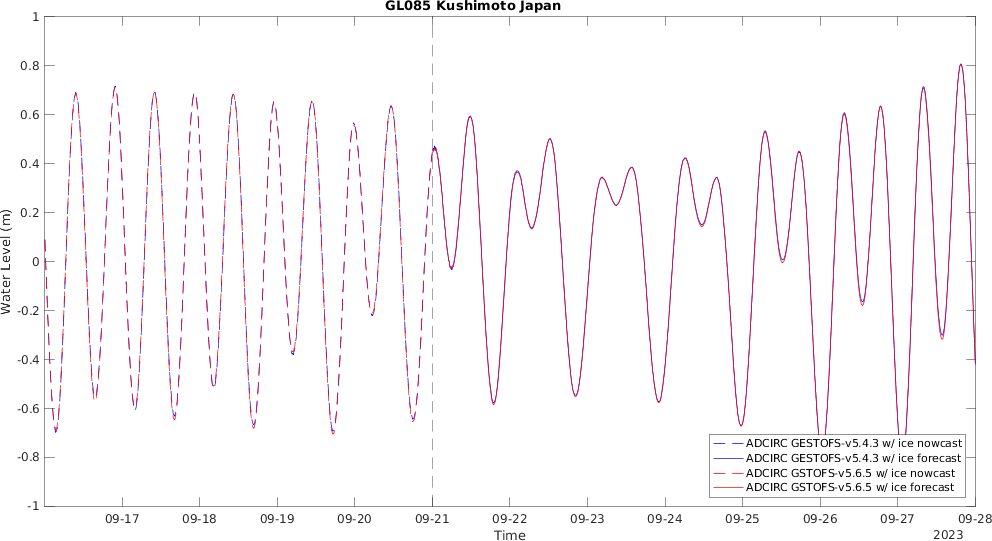 GL085 Kushimoto Japan
Water Level (m)
1
0.8
0.6
0.4
0.2
0
-0.2
-0.4
-0.6
-0.8
-1
ADCIRC GESTOFS-v5.4.3 w/ ice nowcast
ADCIRC GESTOFS-v5.4.3 w/ ice forecast
ADCIRC GSTOFS-v5.6.5 w/ ice nowcast
ADCIRC GSTOFS-v5.6.5 w/ ice forecast
09-17 09-18 09-19 09-20 09-21 09-22 09-23 09-24 09-25 09-26 09-27 09-28
Time
2023